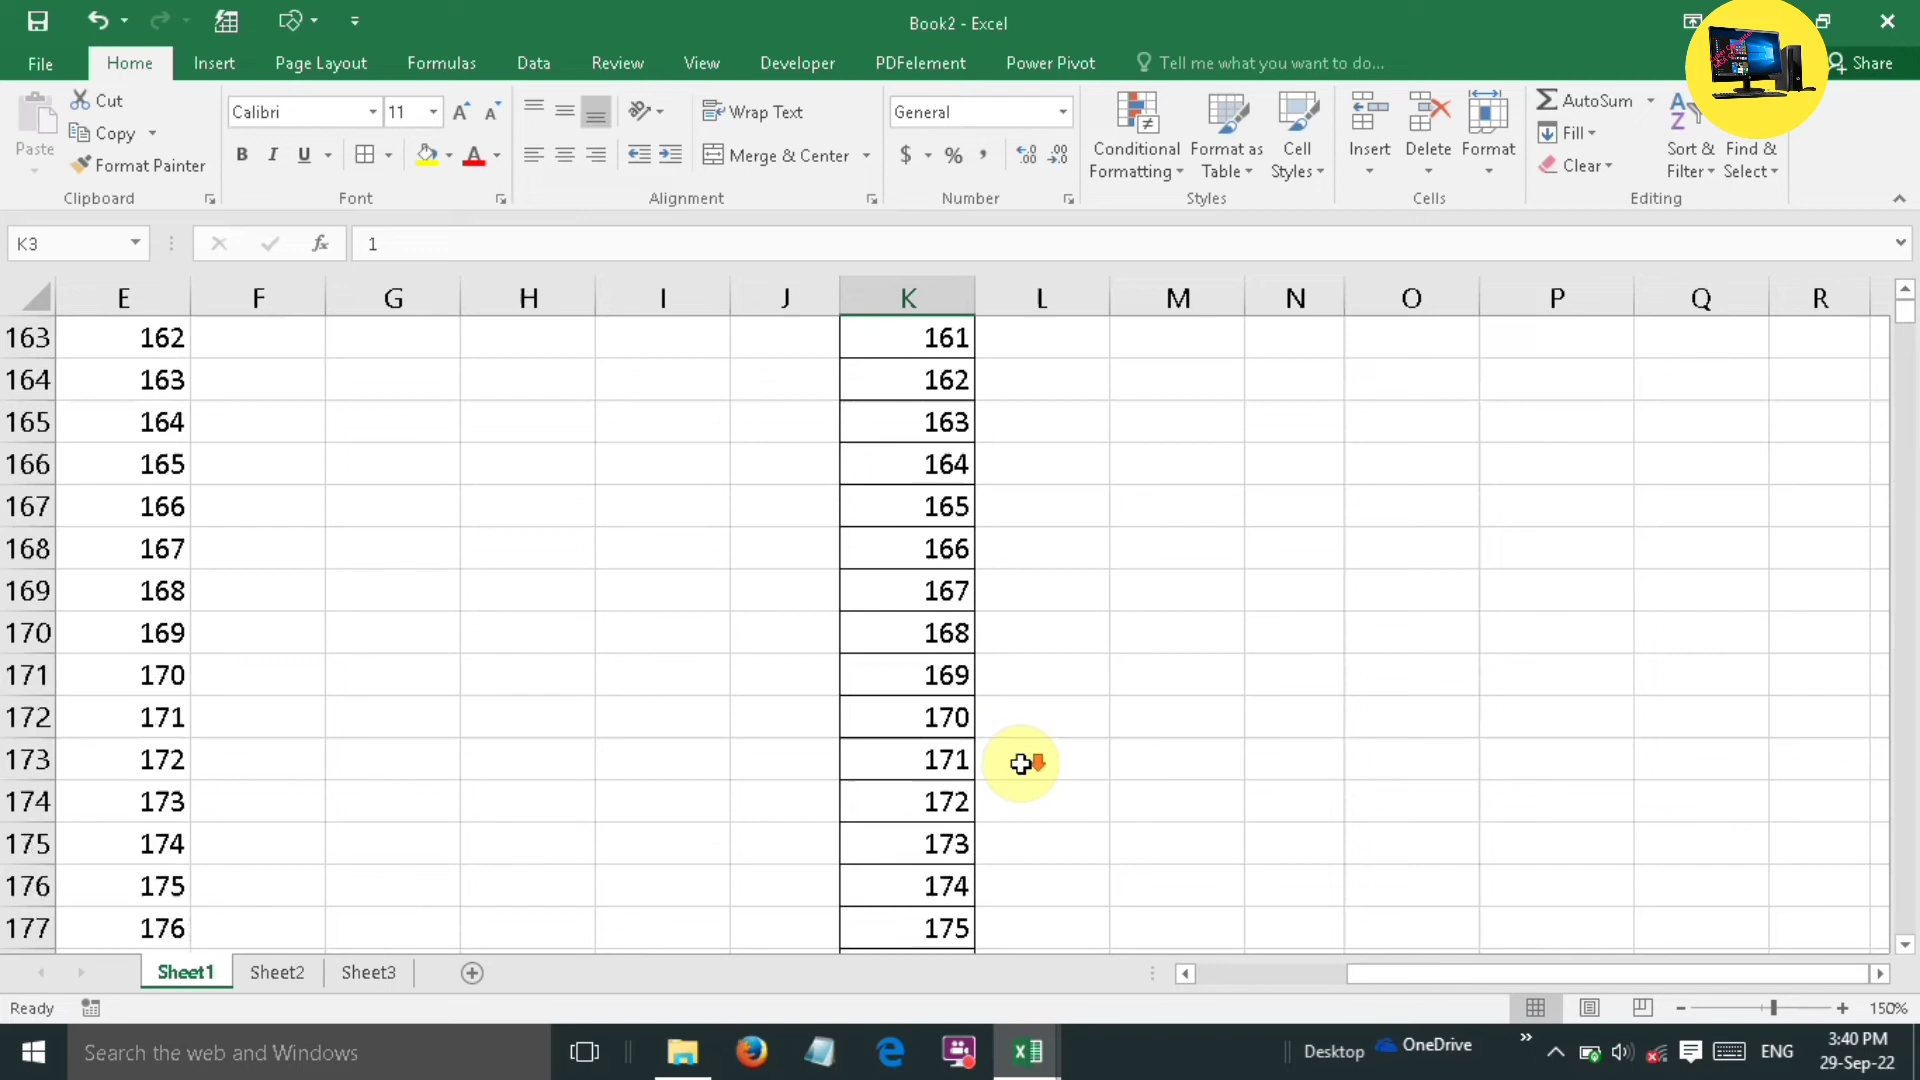 Book2 - Excel
File Home Insert Page Layout Formulas Data Review View Developer PDFelement Power Pivot Tell me what you want to do... Share
Paste Cut Copy Format Painter Clipboard
Calibri 11 B I U Font
Wrap Text Merge & Center Alignment
General $ % , Number
Conditional Formatting Format as Table Cell Styles Styles
Insert Delete Format Cells
AutoSum Fill Clear Sort & Filter Find & Select Editing
K3 fx 1
E F G H I J K L M N O P Q R
163 162 161
164 163 162
165 164 163
166 165 164
167 166 165
168 167 166
169 168 167
170 169 168
171 170 169
172 171 170
173 172 171
174 173 172
175 174 173
176 175 174
177 176 175
Sheet1 Sheet2 Sheet3
Ready 150%
Search the web and Windows Desktop OneDrive ENG 3:40 PM
29-Sep-22